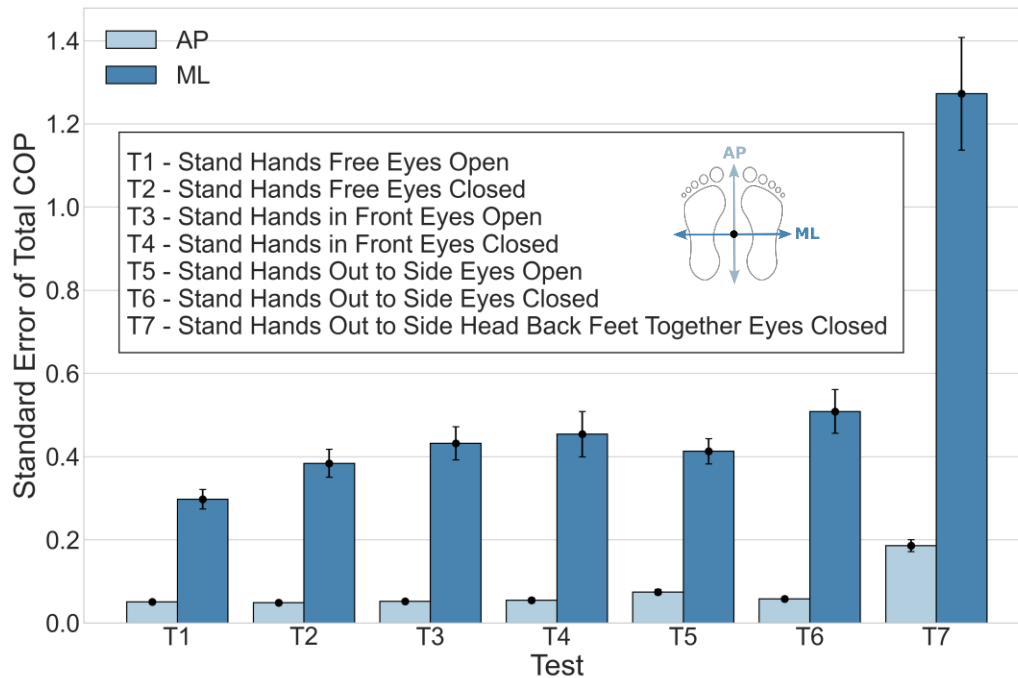 1.4
1.2
1.0
0.8
0.6
0.4
0.2
0.0
Standard Error of Total COP
AP
ML
T1 - Stand Hands Free Eyes Open
T2 - Stand Hands Free Eyes Closed
T3 - Stand Hands in Front Eyes Open
T4 - Stand Hands in Front Eyes Closed
T5 - Stand Hands Out to Side Eyes Open
T6 - Stand Hands Out to Side Eyes Closed
T7 - Stand Hands Out to Side Head Back Feet Together Eyes Closed
AP
ML
T1 T2 T3 T4 T5 T6 T7
Test